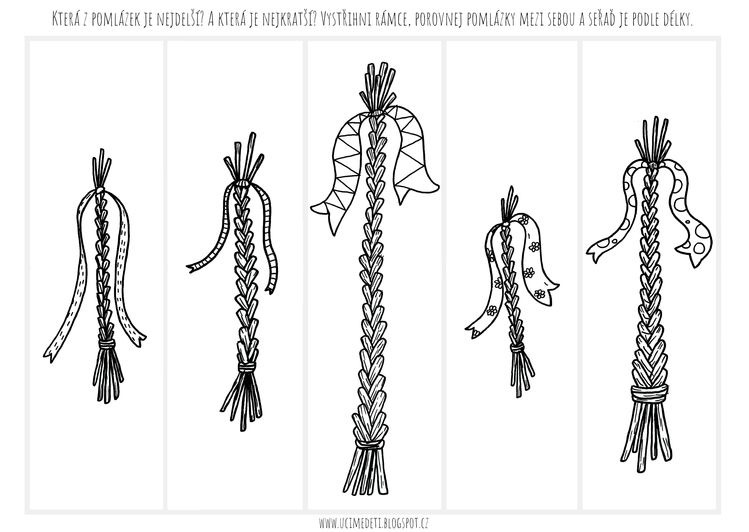 Která z pomlázek je nejdelší? A která je nejkratší? Vystřihni rámce, porovnej pomlázky mezi sebou a seřaď je podle délky.
www.ucimedeti.blogspot.cz